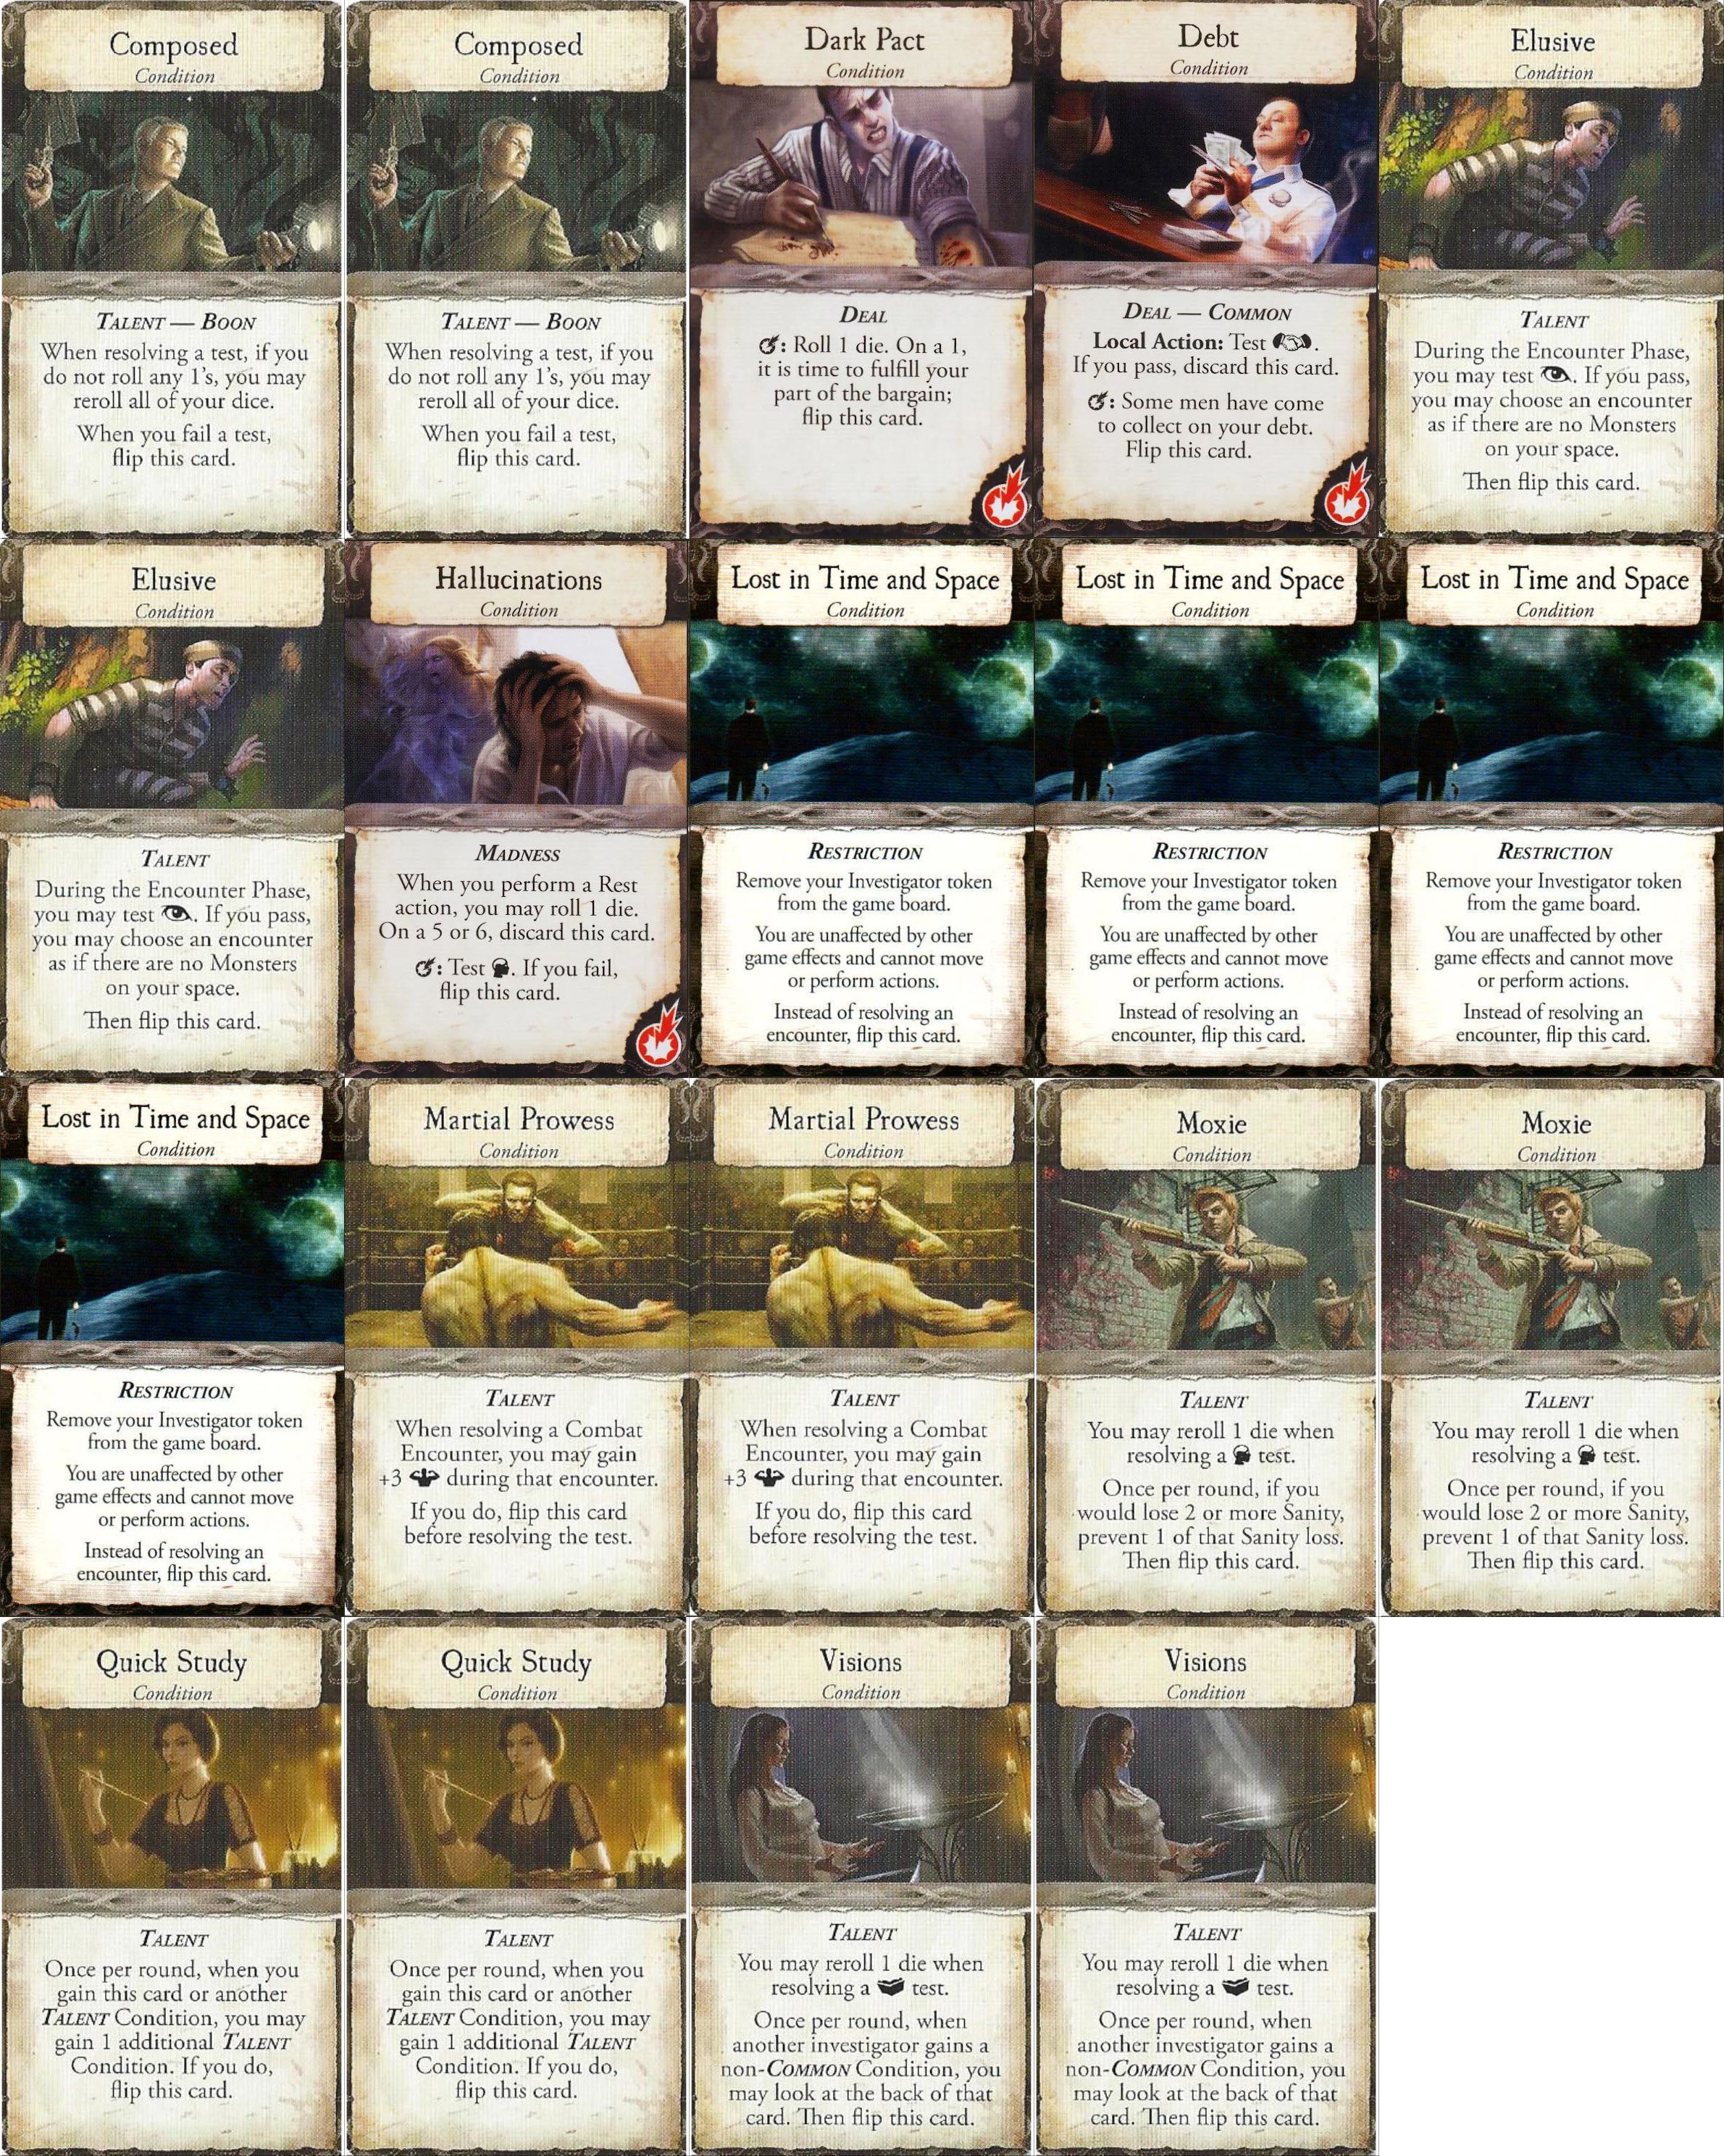 Composed
Condition
TALENT — BOON
When resolving a test, if you
do not roll any 1's, you may
reroll all of your dice.
When you fail a test,
flip this card.
Composed
Condition
TALENT — BOON
When resolving a test, if you
do not roll any 1's, you may
reroll all of your dice.
When you fail a test,
flip this card.
Dark Pact
Condition
DEAL
: Roll 1 die. On a 1,
it is time to fulfill your
part of the bargain;
flip this card.
Debt
Condition
DEAL — COMMON
Local Action: Test .
If you pass, discard this card.
: Some men have come
to collect on your debt.
Flip this card.
Elusive
Condition
TALENT
During the Encounter Phase,
you may test . If you pass,
you may choose an encounter
as if there are no Monsters
on your space.
Then flip this card.
Elusive
Condition
TALENT
During the Encounter Phase,
you may test . If you pass,
you may choose an encounter
as if there are no Monsters
on your space.
Then flip this card.
Hallucinations
Condition
MADNESS
When you perform a Rest
action, you may roll 1 die.
On a 5 or 6, discard this card.
: Test . If you fail,
flip this card.
Lost in Time and Space
Condition
RESTRICTION
Remove your Investigator token
from the game board.
You are unaffected by other
game effects and cannot move
or perform actions.
Instead of resolving an
encounter, flip this card.
Lost in Time and Space
Condition
RESTRICTION
Remove your Investigator token
from the game board.
You are unaffected by other
game effects and cannot move
or perform actions.
Instead of resolving an
encounter, flip this card.
Lost in Time and Space
Condition
RESTRICTION
Remove your Investigator token
from the game board.
You are unaffected by other
game effects and cannot move
or perform actions.
Instead of resolving an
encounter, flip this card.
Lost in Time and Space
Condition
RESTRICTION
Remove your Investigator token
from the game board.
You are unaffected by other
game effects and cannot move
or perform actions.
Instead of resolving an
encounter, flip this card.
Martial Prowess
Condition
TALENT
When resolving a Combat
Encounter, you may gain
+3 during that encounter.
If you do, flip this card
before resolving the test.
Martial Prowess
Condition
TALENT
When resolving a Combat
Encounter, you may gain
+3 during that encounter.
If you do, flip this card
before resolving the test.
Moxie
Condition
TALENT
You may reroll 1 die when
resolving a test.
Once per round, if you
would lose 2 or more Sanity,
prevent 1 of that Sanity loss.
Then flip this card.
Moxie
Condition
TALENT
You may reroll 1 die when
resolving a test.
Once per round, if you
would lose 2 or more Sanity,
prevent 1 of that Sanity loss.
Then flip this card.
Quick Study
Condition
TALENT
Once per round, when you
gain this card or another
TALENT Condition, you may
gain 1 additional TALENT
Condition. If you do,
flip this card.
Quick Study
Condition
TALENT
Once per round, when you
gain this card or another
TALENT Condition, you may
gain 1 additional TALENT
Condition. If you do,
flip this card.
Visions
Condition
TALENT
You may reroll 1 die when
resolving a test.
Once per round, when
another investigator gains a
non-COMMON Condition, you
may look at the back of that
card. Then flip this card.
Visions
Condition
TALENT
You may reroll 1 die when
resolving a test.
Once per round, when
another investigator gains a
non-COMMON Condition, you
may look at the back of that
card. Then flip this card.